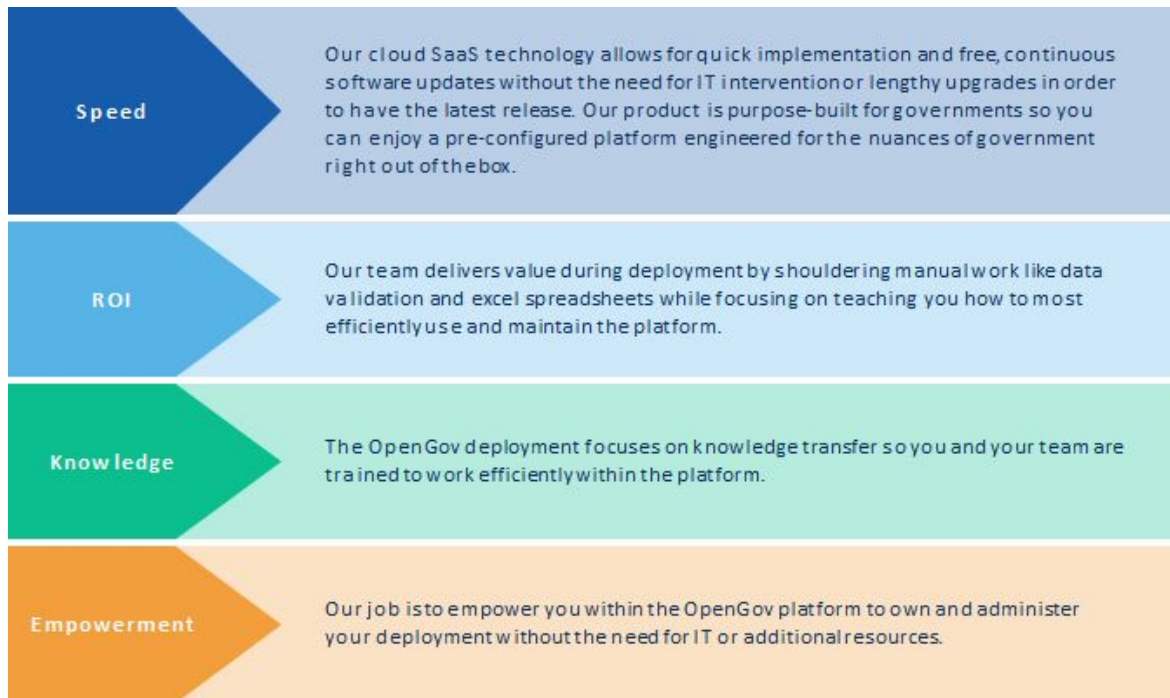 Speed
Our cloud SaaS technology allows for quick implementation and free, continuous
software updates without the need for IT intervention or lengthy upgrades in order
to have the latest release. Our product is purpose-built for governments so you
can enjoy a pre-configured platform engineered for the nuances of government
right out of the box.
ROI
Our team delivers value during deployment by shouldering manual work like data
validation and excel spreadsheets while focusing on teaching you how to most
efficiently use and maintain the platform.
Knowledge
The OpenGov deployment focuses on knowledge transfer so you and your team are
trained to work efficiently within the platform.
Empowerment
Our job is to empower you within the OpenGov platform to own and administer
your deployment without the need for IT or additional resources.